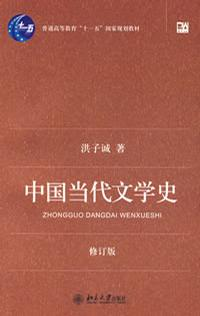 普通高等教育“十一五”国家规划教材
洪子诚 著
中国当代文学史
ZHONGGUO DANGDAI WENXUESHI
修订版
北京大学出版社